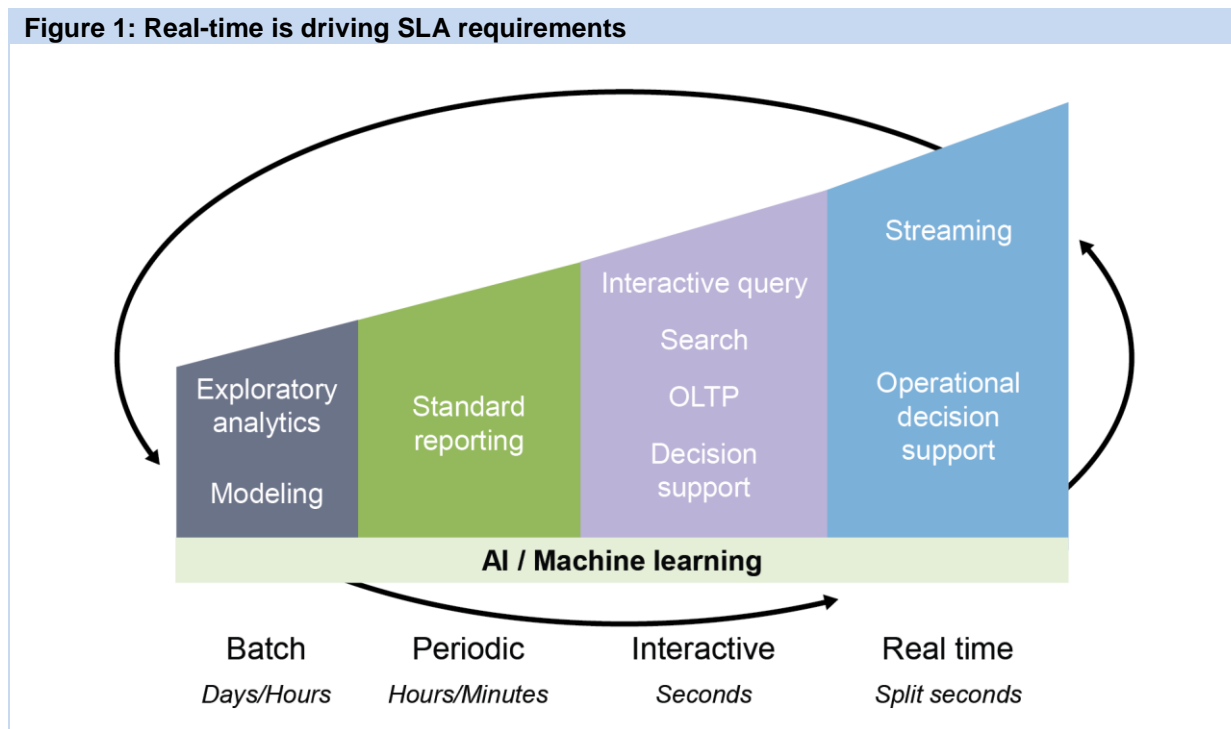 Figure 1: Real-time is driving SLA requirements
Streaming
Interactive query
Search
Exploratory
analytics
Standard
reporting
OLTP
Operational
decision
support
Decision
support
Modeling
AI / Machine learning
Batch
Periodic
Interactive
Real time
Days/Hours
Hours/Minutes
Seconds
Split seconds